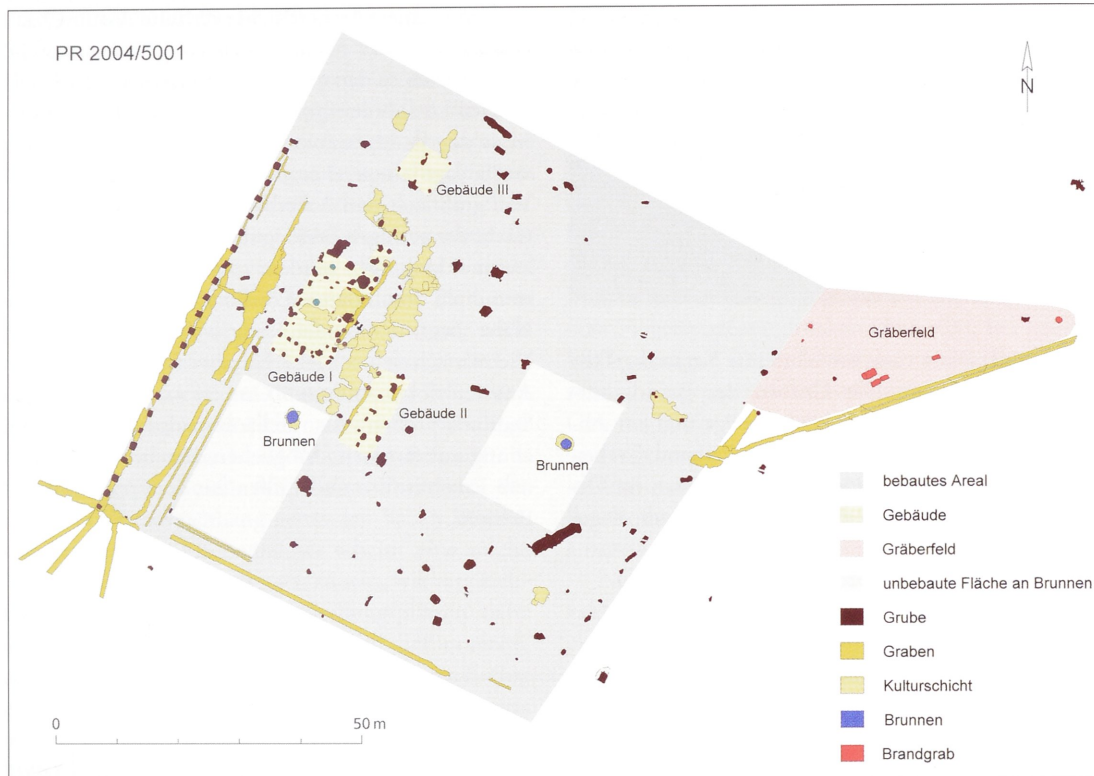 PR 2004/5001
N
Gebäude III
Gräberfeld
Gebäude I
Gebäude II
Brunnen
Brunnen
bebautes Areal
Gebäude
Gräberfeld
unbebaute Fläche an Brunnen
Grube
Graben
Kulturschicht
Brunnen
Brandgrab
0 50 m